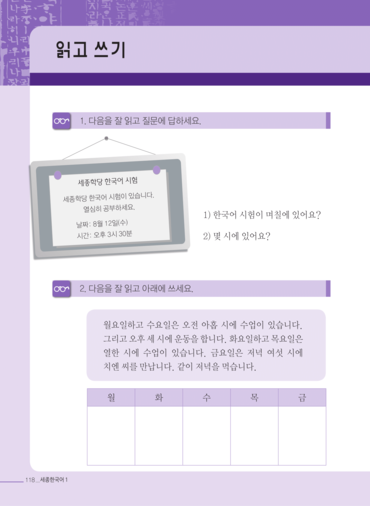 읽고 쓰기
1. 다음을 잘 읽고 질문에 답하세요.
세종학당 한국어 시험
세종학당 한국어 시험이 있습니다.
열심히 공부하세요.
날짜: 8월 12일(수)
시간: 오후 3시 30분
1) 한국어 시험이 며칠에 있어요?
2) 몇 시에 있어요?
2. 다음을 잘 읽고 아래에 쓰세요.
월요일하고 수요일은 오전 아홉 시에 수업이 있습니다.
그리고 오후 세 시에 운동을 합니다. 화요일하고 목요일은
열한 시에 수업이 있습니다. 금요일은 저녁 여섯 시에
치엔 씨를 만납니다. 같이 저녁을 먹습니다.
월 화 수 목 금
118 _ 세종한국어 1